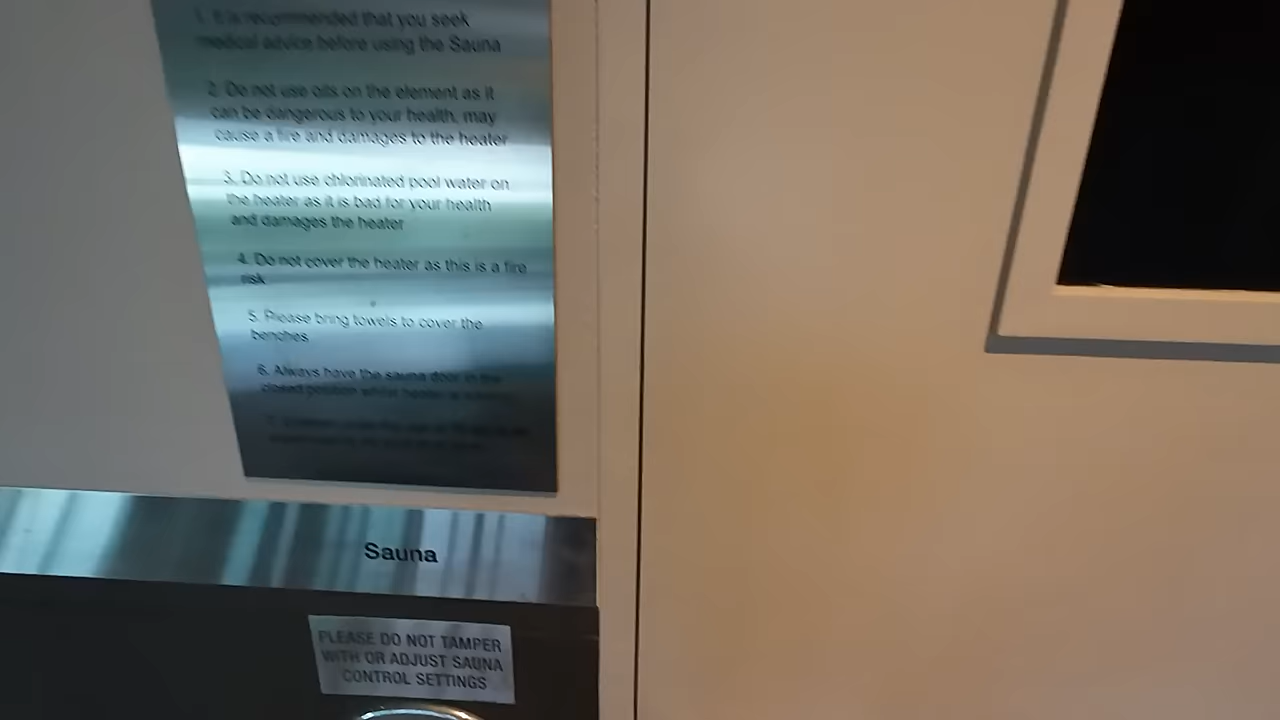 1. It is recommended that you seek
medical advice before using the Sauna
2. Do not use oils on the element as it
can be dangerous to your health, may
cause a fire and damages to the heater
3. Do not use chlorinated pool water on
the heater as it is bad for your health
and damages the heater
4. Do not cover the heater as this is a fire
risk
5. Please bring towels to cover the
benches
6. Always have the sauna door in the
closed position whilst heater is
Sauna
PLEASE DO NOT TAMPER
WITH OR ADJUST SAUNA
CONTROL SETTINGS